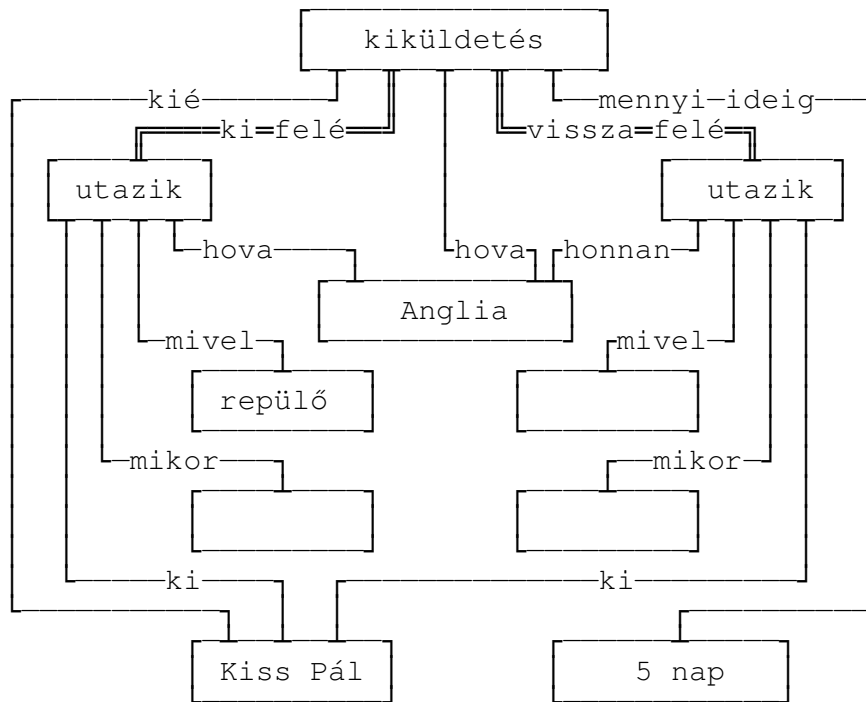 kiküldetés
kié mennyi ideig
ki felé vissza felé
utazik utazik
hova hova honnan
Anglia
mivel mivel
repülő
mikor mikor
ki ki
Kiss Pál 5 nap